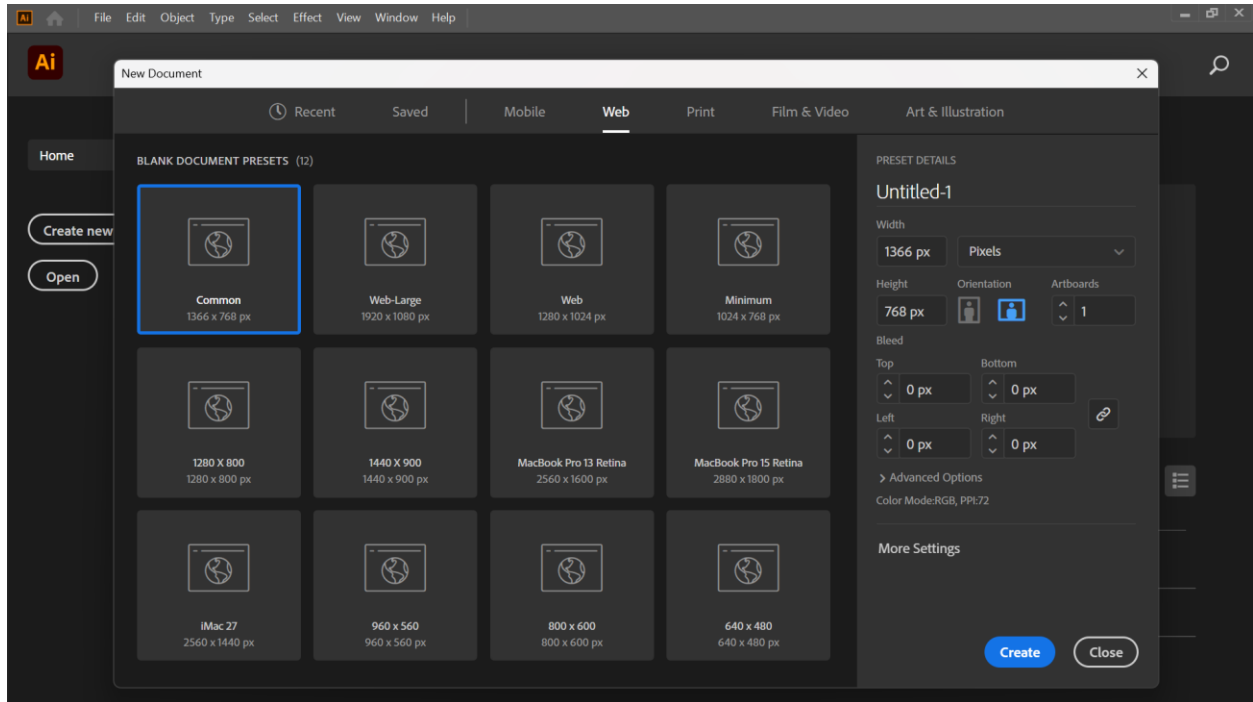 Ai File Edit Object Type Select Effect View Window Help
Ai
New Document
Recent Saved Mobile Web Print Film & Video Art & Illustration
Home
Create new
Open
BLANK DOCUMENT PRESETS (12)
Common Web-Large Web Minimum
1366 x 768 px 1920 x 1080 px 1280 x 1024 px 1024 x 768 px
1280 X 800 1440 X 900 MacBook Pro 13 Retina MacBook Pro 15 Retina
1280 x 800 px 1440 x 900 px 2560 x 1600 px 2880 x 1800 px
iMac 27 960 x 560 800 x 600 640 x 480
2560 x 1440 px 960 x 560 px 800 x 600 px 640 x 480 px
PRESET DETAILS
Untitled-1
Width
1366 px Pixels
Height Orientation Artboards
768 px 1
Bleed
Top Bottom
0 px 0 px
Left Right
0 px 0 px
Advanced Options
Color Mode:RGB, PPI:72
More Settings
Create Close